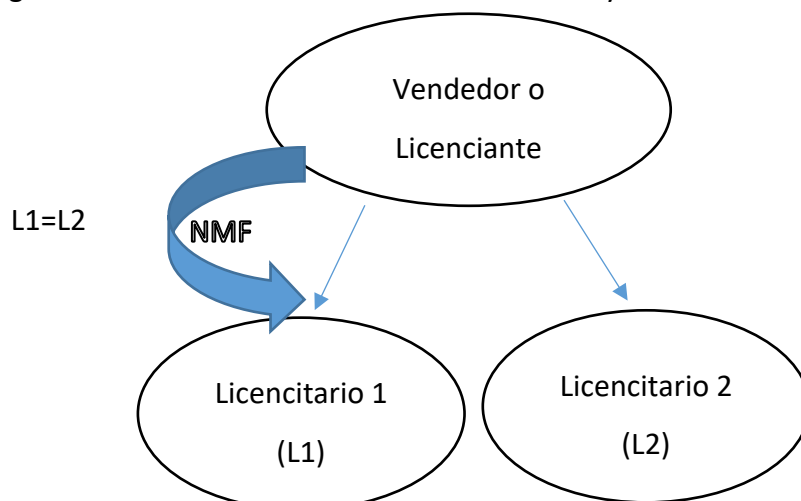 Vendedor o
Licenciante
L1=L2
NMF
Licencitario 1
(L1)
Licencitario 2
(L2)